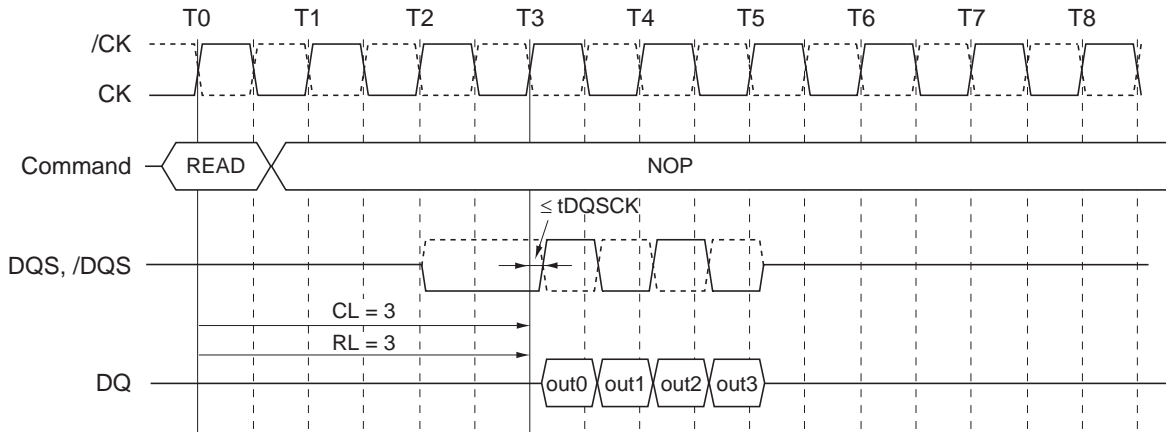 T0 T1 T2 T3 T4 T5 T6 T7 T8
/CK
CK
Command READ NOP
≤ tDQSCK
DQS, /DQS
CL = 3
RL = 3
DQ out0 out1 out2 out3